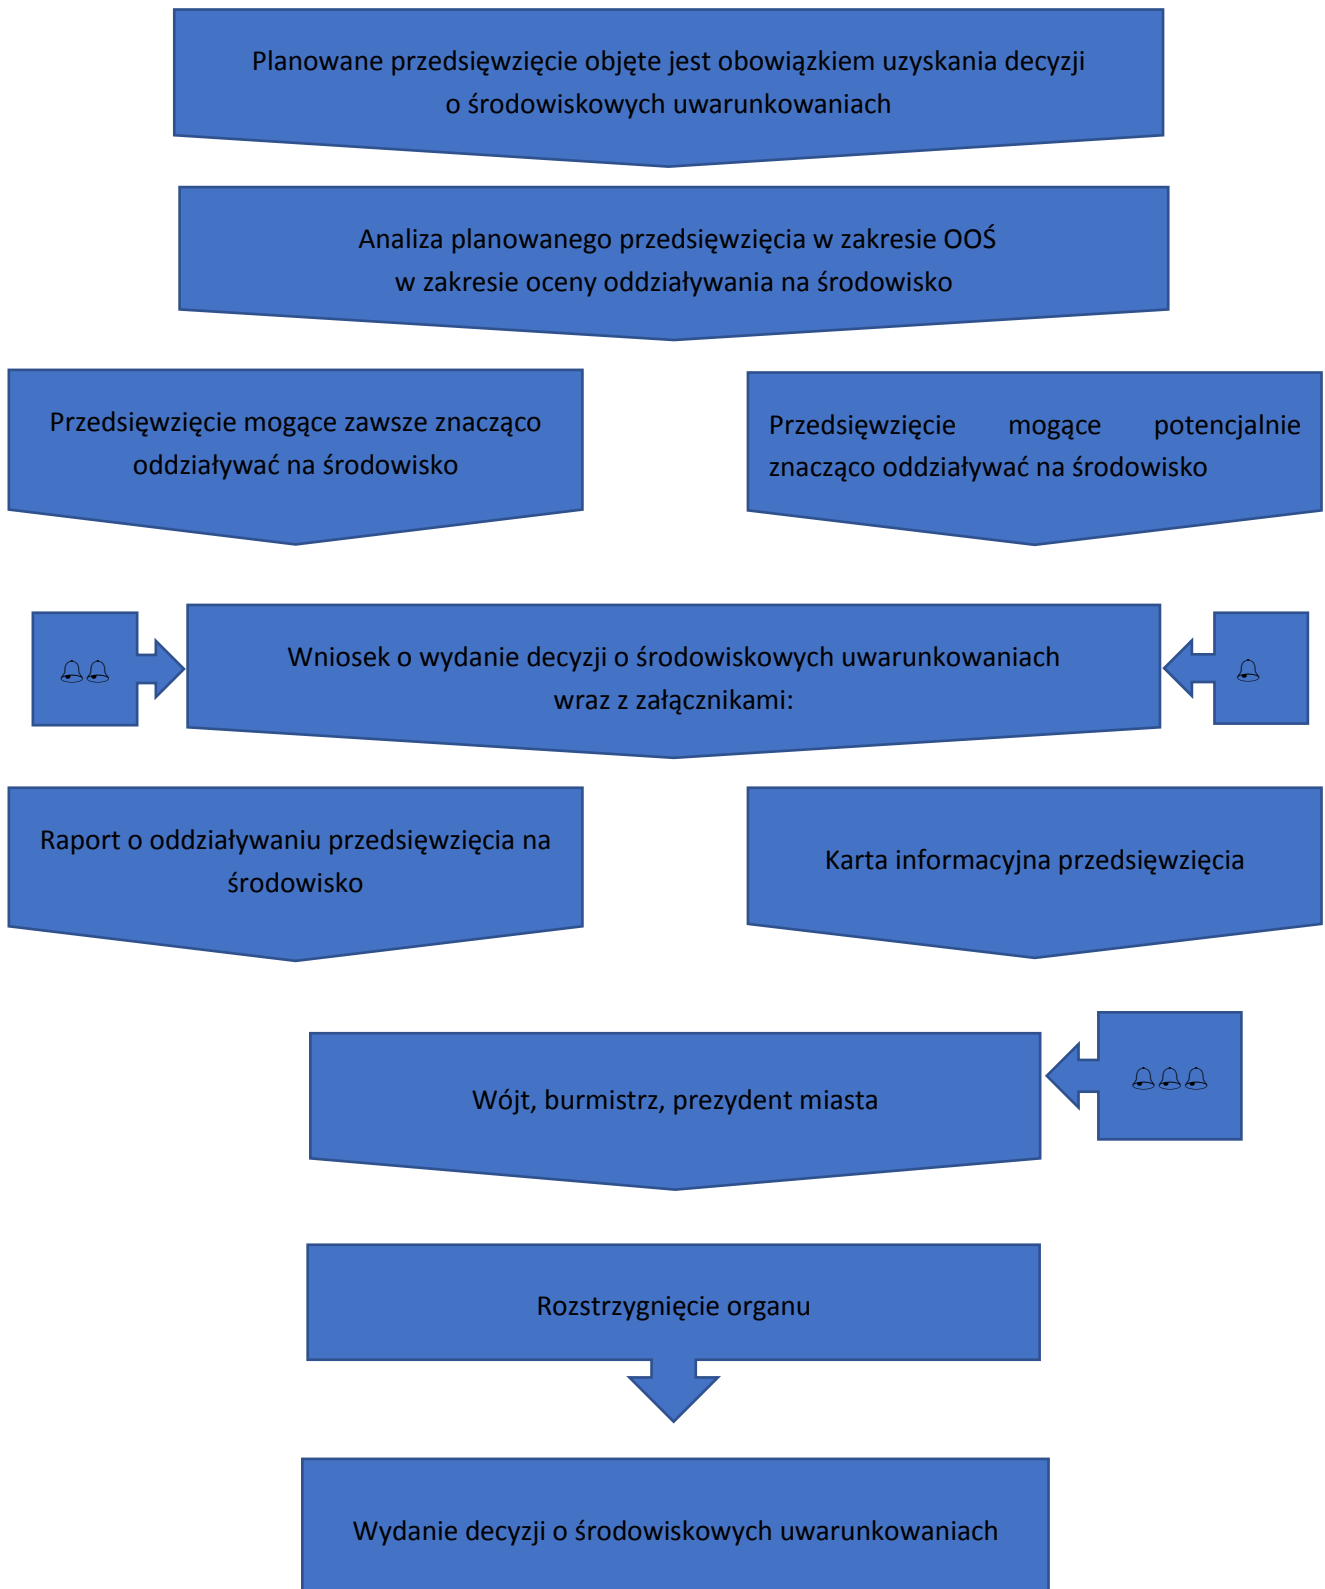 Planowane przedsięwzięcie objęte jest obowiązkiem uzyskania decyzji
o środowiskowych uwarunkowaniach
Analiza planowanego przedsięwzięcia w zakresie OOŚ
w zakresie oceny oddziaływania na środowisko
Przedsięwzięcie mogące zawsze znacząco
oddziaływać na środowisko
Przedsięwzięcie mogące potencjalnie
znacząco oddziaływać na środowisko
Wniosek o wydanie decyzji o środowiskowych uwarunkowaniach
wraz z załącznikami:
Raport o oddziaływaniu przedsięwzięcia na
środowisko
Karta informacyjna przedsięwzięcia
Wójt, burmistrz, prezydent miasta
Rozstrzygnięcie organu
Wydanie decyzji o środowiskowych uwarunkowaniach